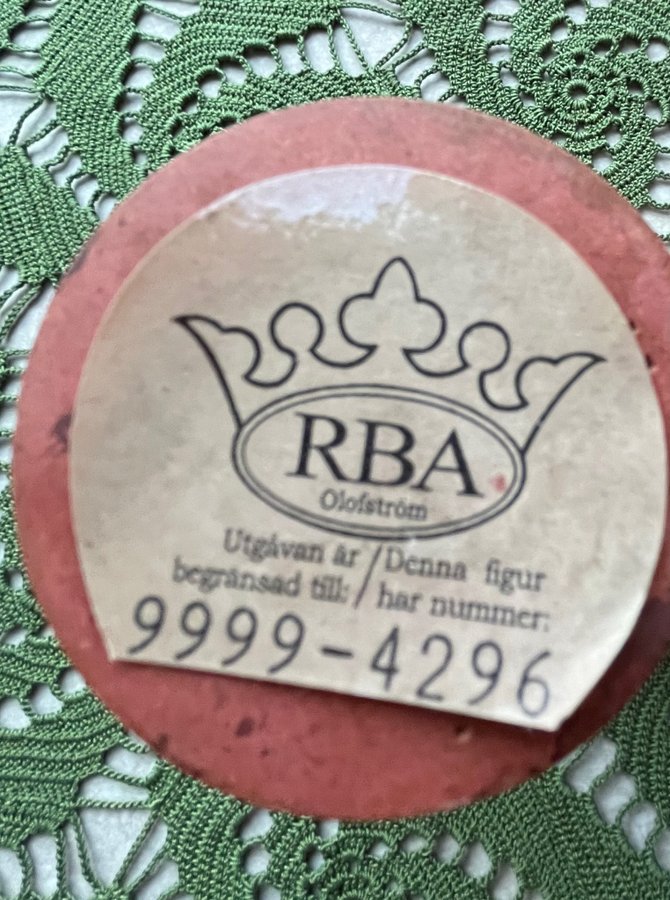 RBA
Olofström
Utgåvan är / Denna figur
begränsad till: / har nummer:
9999-4296